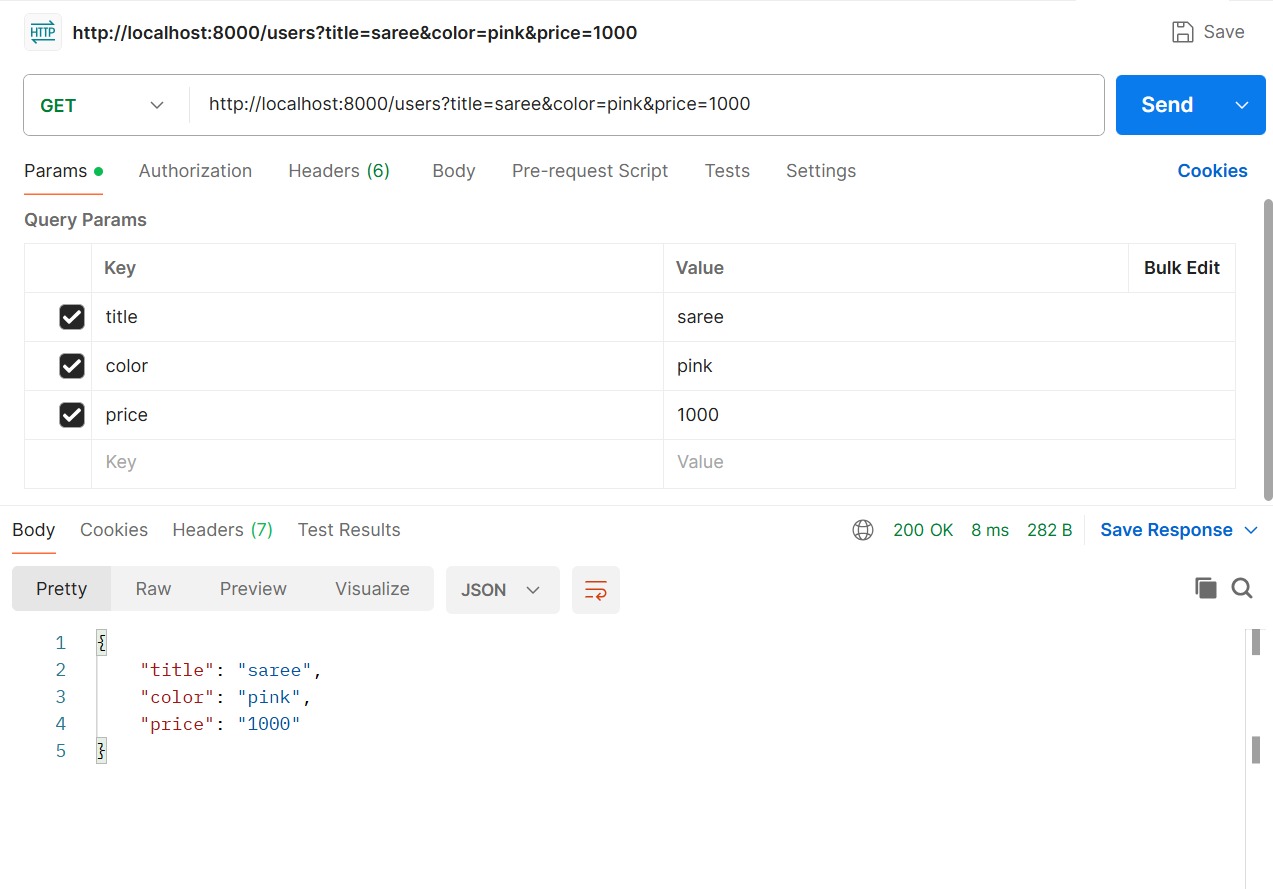 HTTP http://localhost:8000/users?title=saree&color=pink&price=1000 Save
GET http://localhost:8000/users?title=saree&color=pink&price=1000 Send
Params Authorization Headers (6) Body Pre-request Script Tests Settings Cookies
Query Params
Key Value Bulk Edit
title saree
color pink
price 1000
Key Value
Body Cookies Headers (7) Test Results 200 OK 8 ms 282 B Save Response
Pretty Raw Preview Visualize JSON
1 {
2 "title": "saree",
3 "color": "pink",
4 "price": "1000"
5 }